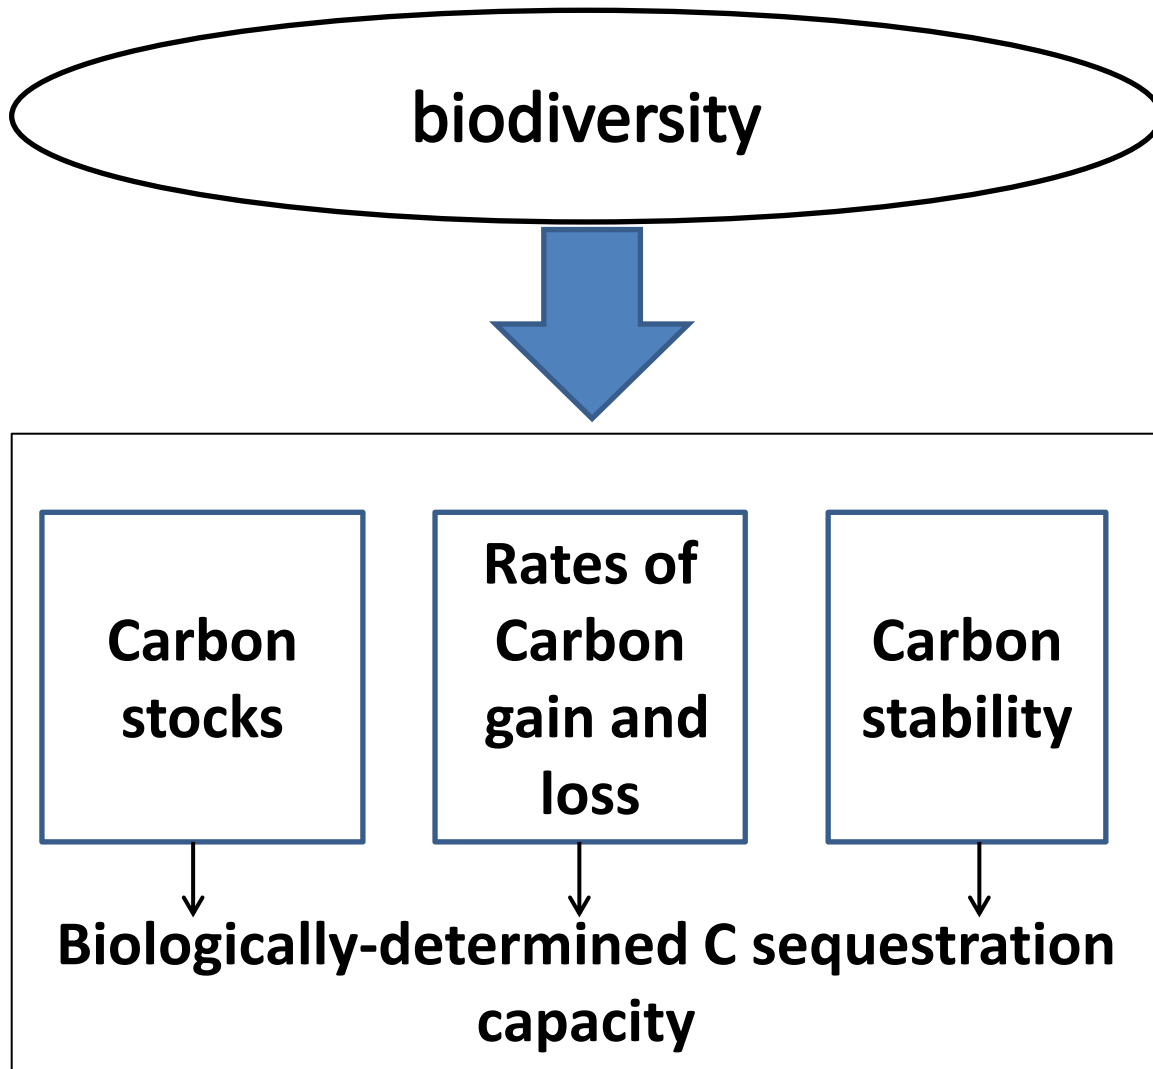 biodiversity
Carbon
stocks
Rates of
Carbon
gain and
loss
Carbon
stability
Biologically-determined C sequestration
capacity